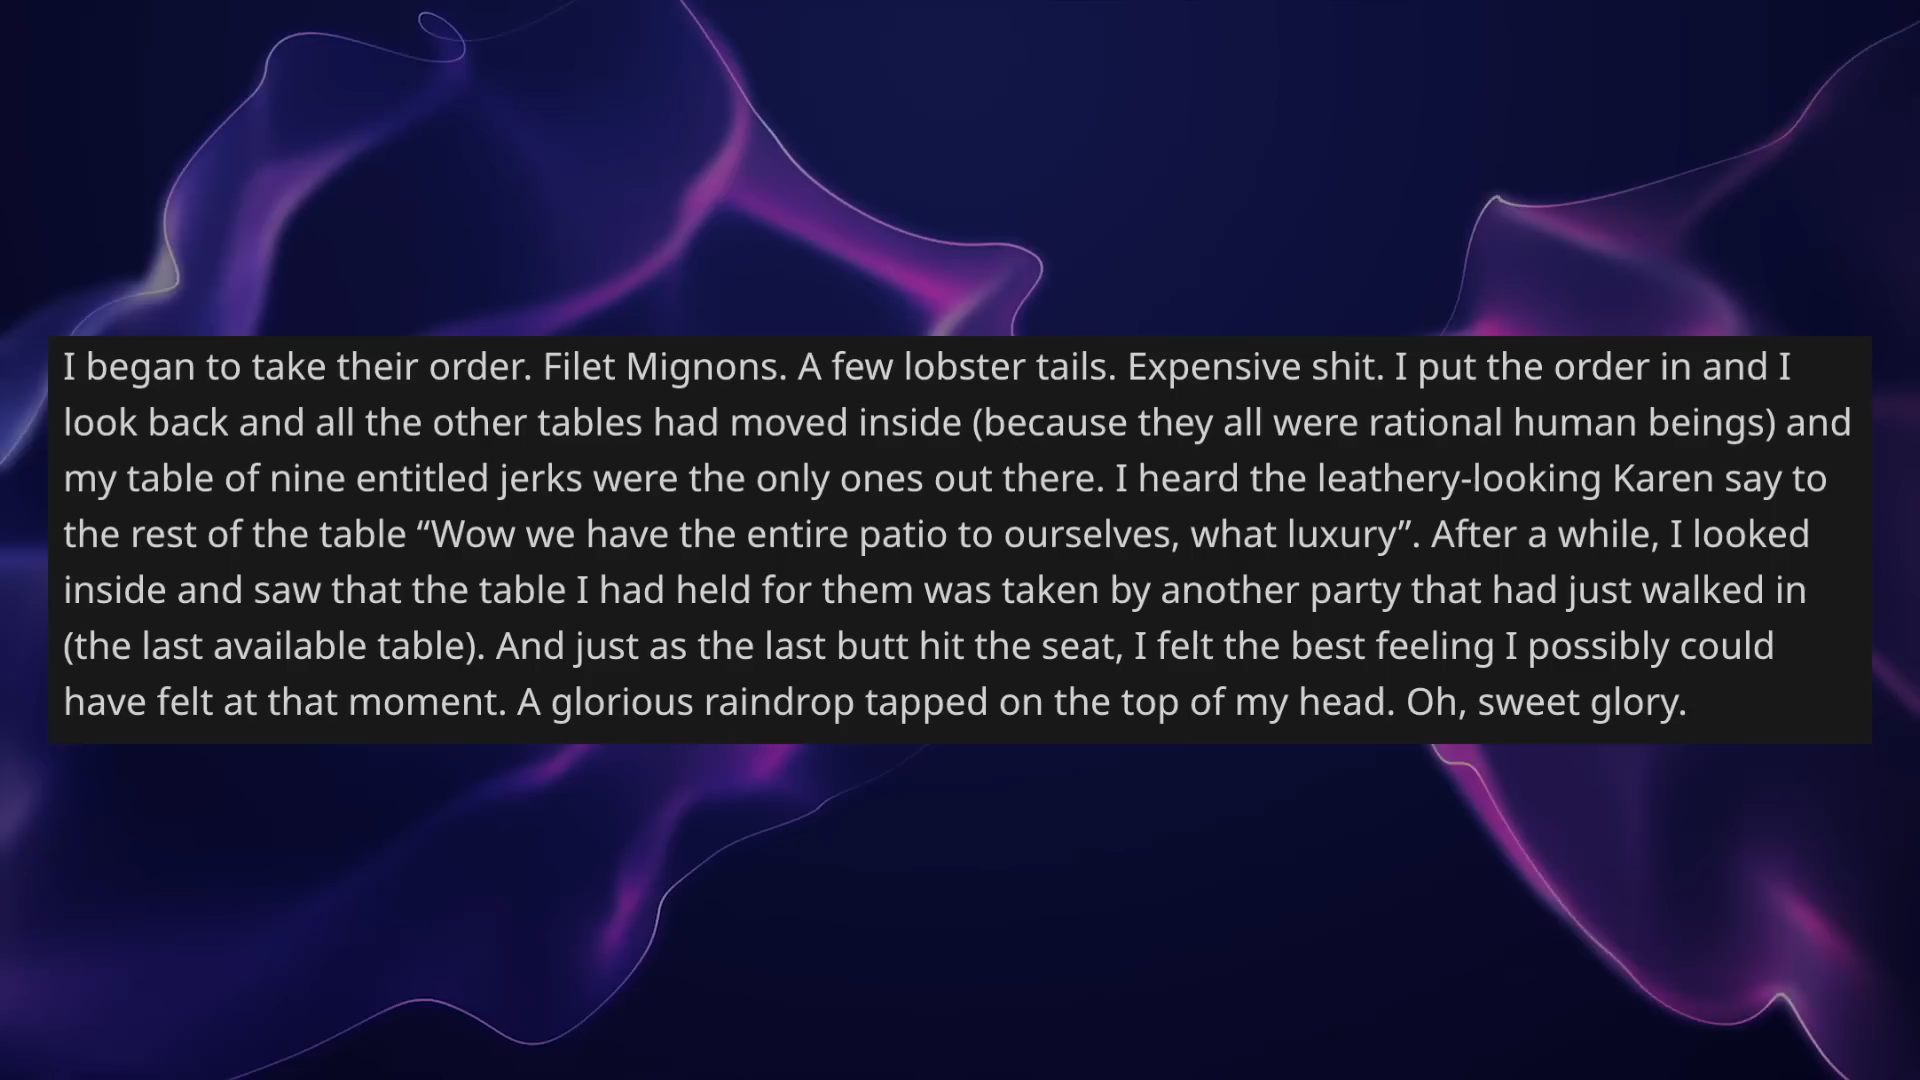 I began to take their order. Filet Mignons. A few lobster tails. Expensive shit. I put the order in and I
look back and all the other tables had moved inside (because they all were rational human beings) and
my table of nine entitled jerks were the only ones out there. I heard the leathery-looking Karen say to
the rest of the table “Wow we have the entire patio to ourselves, what luxury”. After a while, I looked
inside and saw that the table I had held for them was taken by another party that had just walked in
(the last available table). And just as the last butt hit the seat, I felt the best feeling I possibly could
have felt at that moment. A glorious raindrop tapped on the top of my head. Oh, sweet glory.